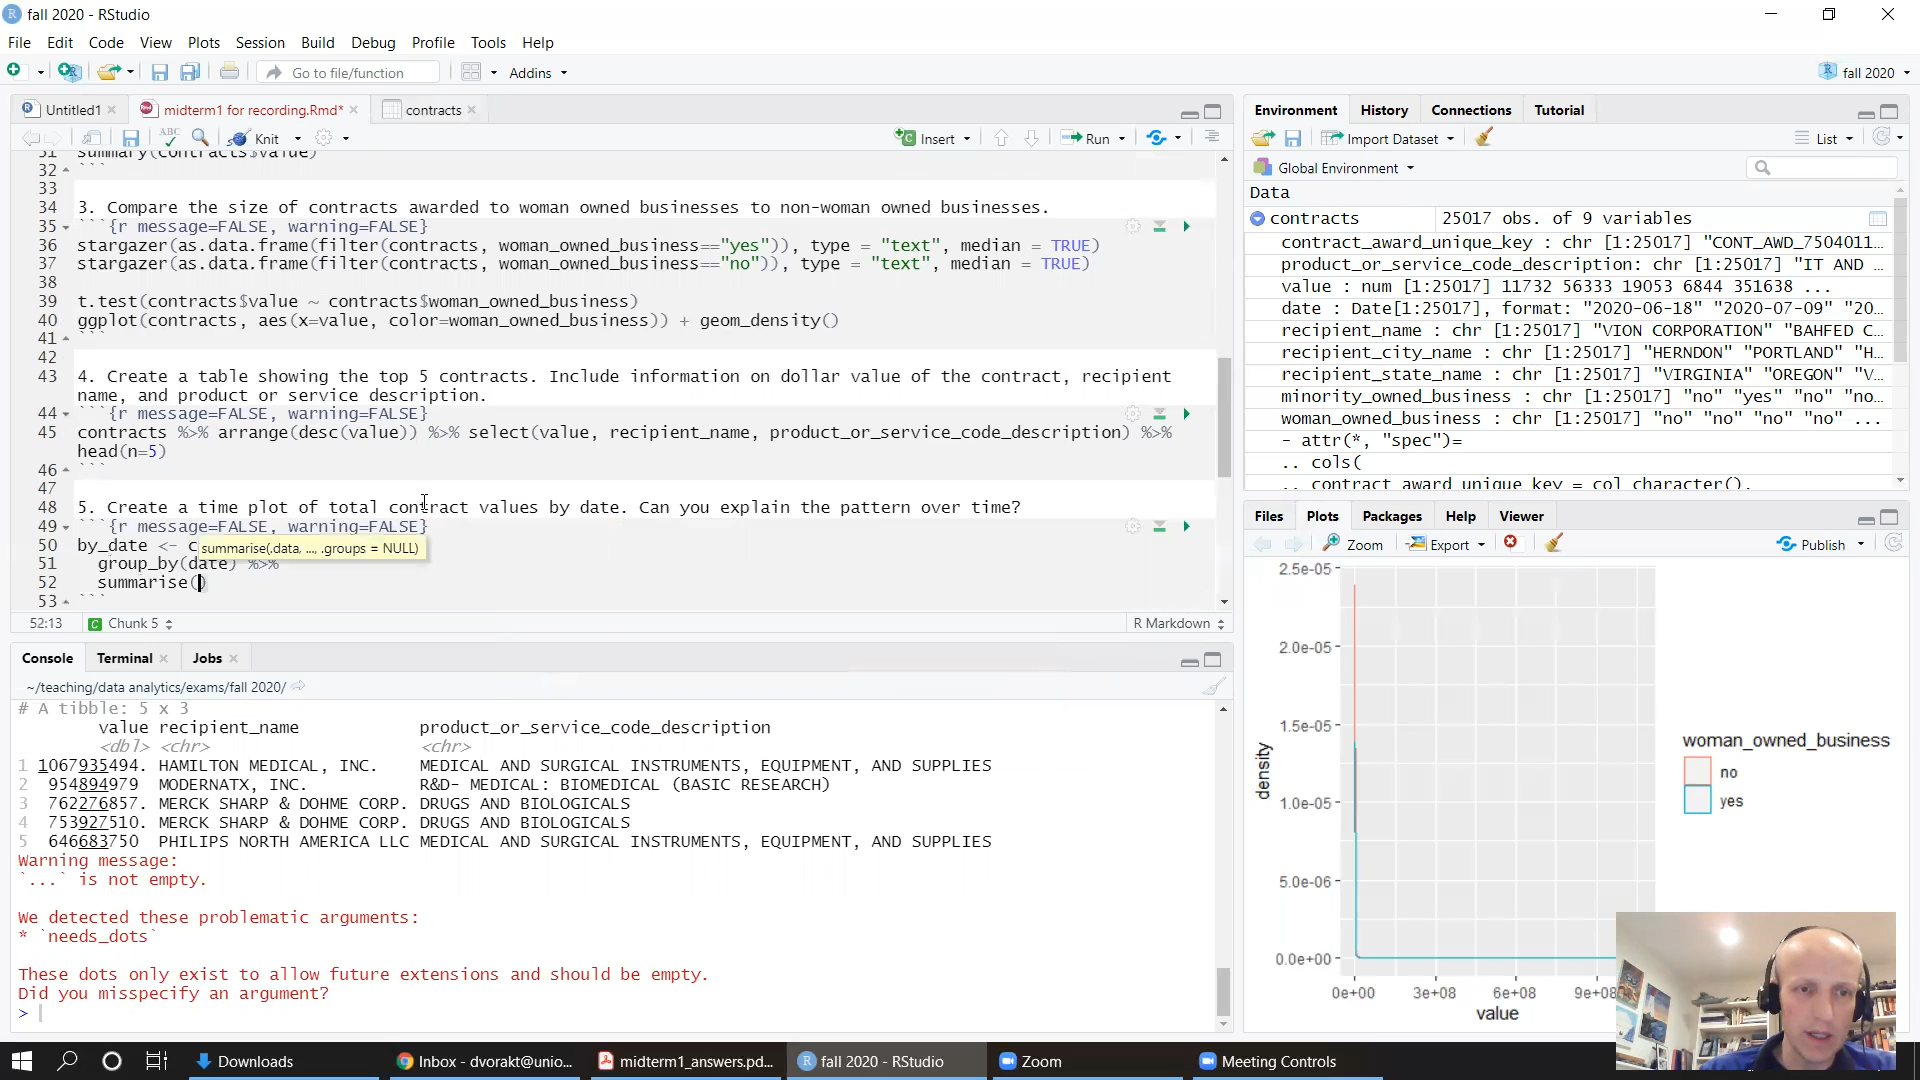 fall 2020 - RStudio
File Edit Code View Plots Session Build Debug Profile Tools Help
Go to file/function Addins fall 2020
Untitled1 midterm1 for recording.Rmd* contracts
ABC Knit Insert Run
31 summary(contracts$value)
32 ```
33
34 3. Compare the size of contracts awarded to woman owned businesses to non-woman owned businesses.
35 ```{r message=FALSE, warning=FALSE}
36 stargazer(as.data.frame(filter(contracts, woman_owned_business=="yes")), type = "text", median = TRUE)
37 stargazer(as.data.frame(filter(contracts, woman_owned_business=="no")), type = "text", median = TRUE)
38
39 t.test(contracts$value ~ contracts$woman_owned_business)
40 ggplot(contracts, aes(x=value, color=woman_owned_business)) + geom_density()
41 ```
42
43 4. Create a table showing the top 5 contracts. Include information on dollar value of the contract, recipient
name, and product or service description.
44 ```{r message=FALSE, warning=FALSE}
45 contracts %>% arrange(desc(value)) %>% select(value, recipient_name, product_or_service_code_description) %>%
head(n=5)
46 ```
47
48 5. Create a time plot of total contract values by date. Can you explain the pattern over time?
49 ```{r message=FALSE, warning=FALSE}
50 by_date <- c
summarise(.data, ..., .groups = NULL)
51 group_by(date) %>%
52 summarise()
53 ```
52:13 Chunk 5 R Markdown
Console Terminal Jobs
~/teaching/data analytics/exams/fall 2020/
# A tibble: 5 x 3
value recipient_name product_or_service_code_description
<dbl> <chr> <chr>
1 1067935494. HAMILTON MEDICAL, INC. MEDICAL AND SURGICAL INSTRUMENTS, EQUIPMENT, AND SUPPLIES
2 954894979 MODERNATX, INC. R&D- MEDICAL: BIOMEDICAL (BASIC RESEARCH)
3 762276857. MERCK SHARP & DOHME CORP. DRUGS AND BIOLOGICALS
4 753927510. MERCK SHARP & DOHME CORP. DRUGS AND BIOLOGICALS
5 646683750 PHILIPS NORTH AMERICA LLC MEDICAL AND SURGICAL INSTRUMENTS, EQUIPMENT, AND SUPPLIES
Warning message:
`...` is not empty.
We detected these problematic arguments:
* `needs_dots`
These dots only exist to allow future extensions and should be empty.
Did you misspecify an argument?
>
Environment History Connections Tutorial
Import Dataset List
Global Environment
Data
contracts 25017 obs. of 9 variables
contract_award_unique_key : chr [1:25017] "CONT_AWD_7504011…
product_or_service_code_description: chr [1:25017] "IT AND …
value : num [1:25017] 11732 56333 19053 6844 351638 ...
date : Date[1:25017], format: "2020-06-18" "2020-07-09" "20…
recipient_name : chr [1:25017] "VION CORPORATION" "BAHFED C…
recipient_city_name : chr [1:25017] "HERNDON" "PORTLAND" "H…
recipient_state_name : chr [1:25017] "VIRGINIA" "OREGON" "V…
minority_owned_business : chr [1:25017] "no" "yes" "no" "no…
woman_owned_business : chr [1:25017] "no" "no" "no" "no" ...
- attr(*, "spec")=
.. cols(
.. contract_award_unique_key = col_character(),
Files Plots Packages Help Viewer
Zoom Export Publish
2.5e-05
2.0e-05
1.5e-05
1.0e-05
5.0e-06
0.0e+00
density
0e+00 3e+08 6e+08 9e+08
value
woman_owned_business
no
yes
Downloads Inbox - dvorakt@unio... midterm1_answers.pd... fall 2020 - RStudio Zoom Meeting Controls